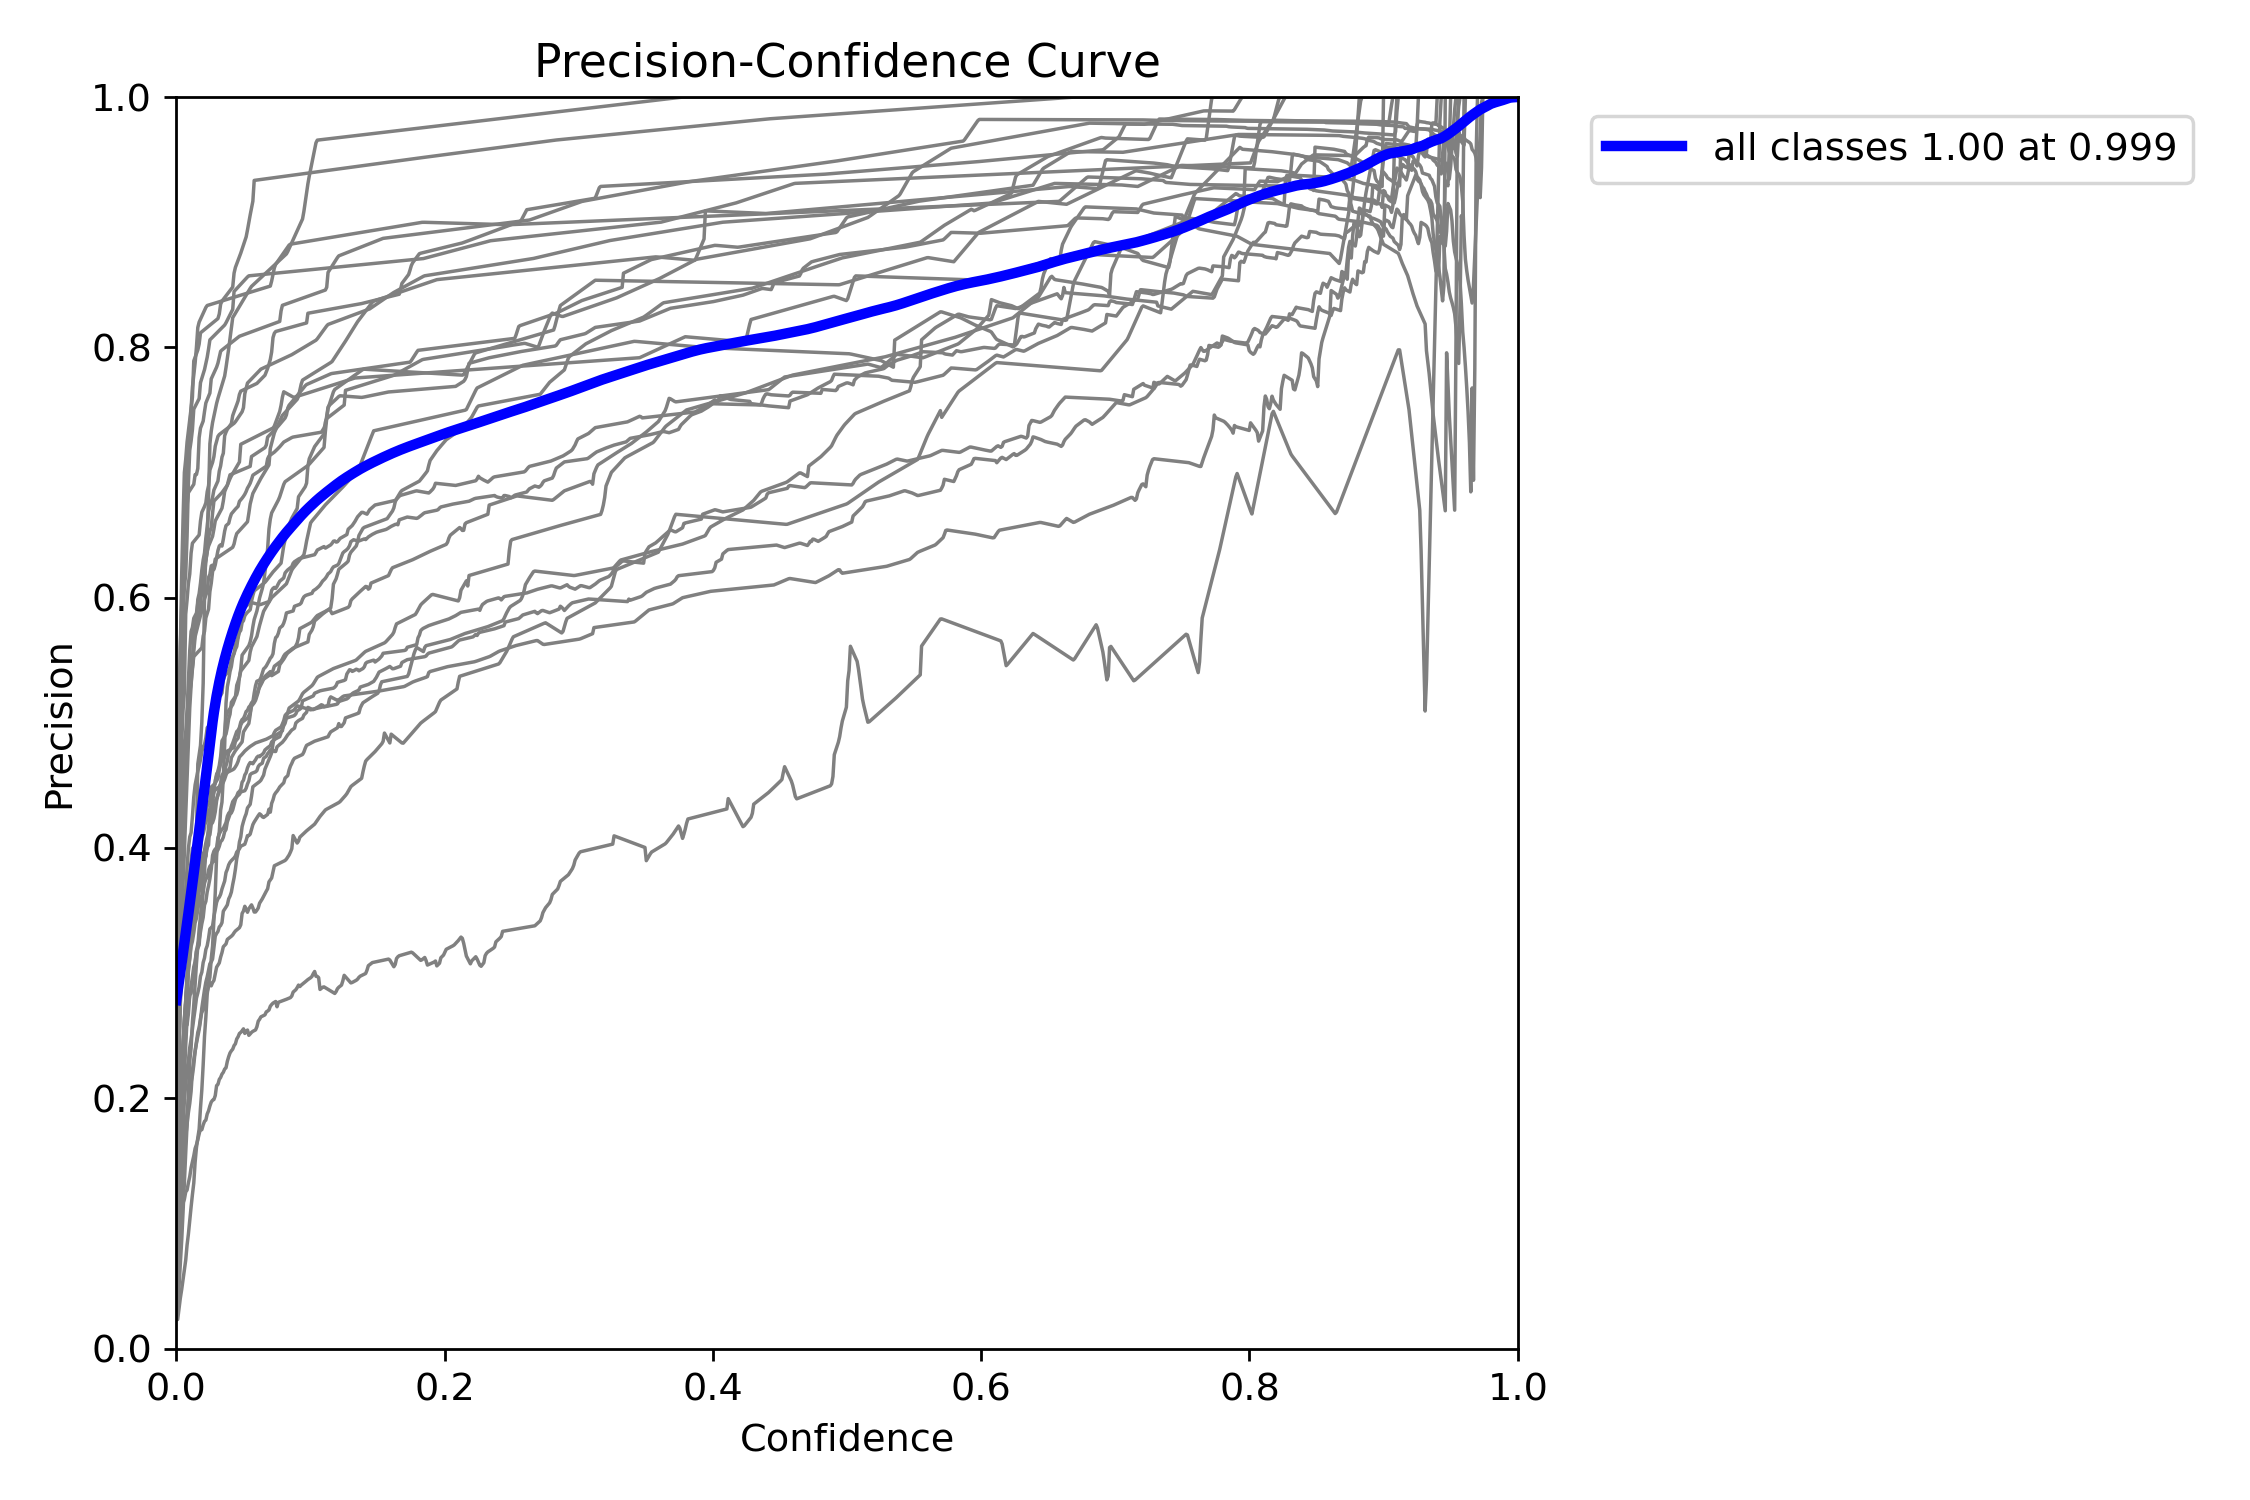 Precision-Confidence Curve
1.0
0.8
0.6
0.4
0.2
0.0
Precision
0.0 0.2 0.4 0.6 0.8 1.0
Confidence
all classes 1.00 at 0.999